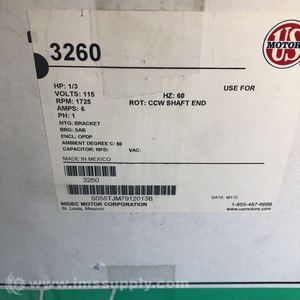 3260
US
MOTORS
HP: 1/3
VOLTS: 115
RPM: 1725
AMPS: 6
PH: 1
MTG: BRACKET
BRG: SAB
ENCL: OPDP
AMBIENT DEGREE C: 50
CAPACITOR: MFD: VAC:
HZ: 60
ROT: CCW SHAFT END
USE FOR
MADE IN MEXICO
3260
S055TJM7912013B
NIDEC MOTOR CORPORATION
St. Louis, Missouri
DATE: M17C
1-855-487-6686
www.usmotors.com
© www.imssupply.com